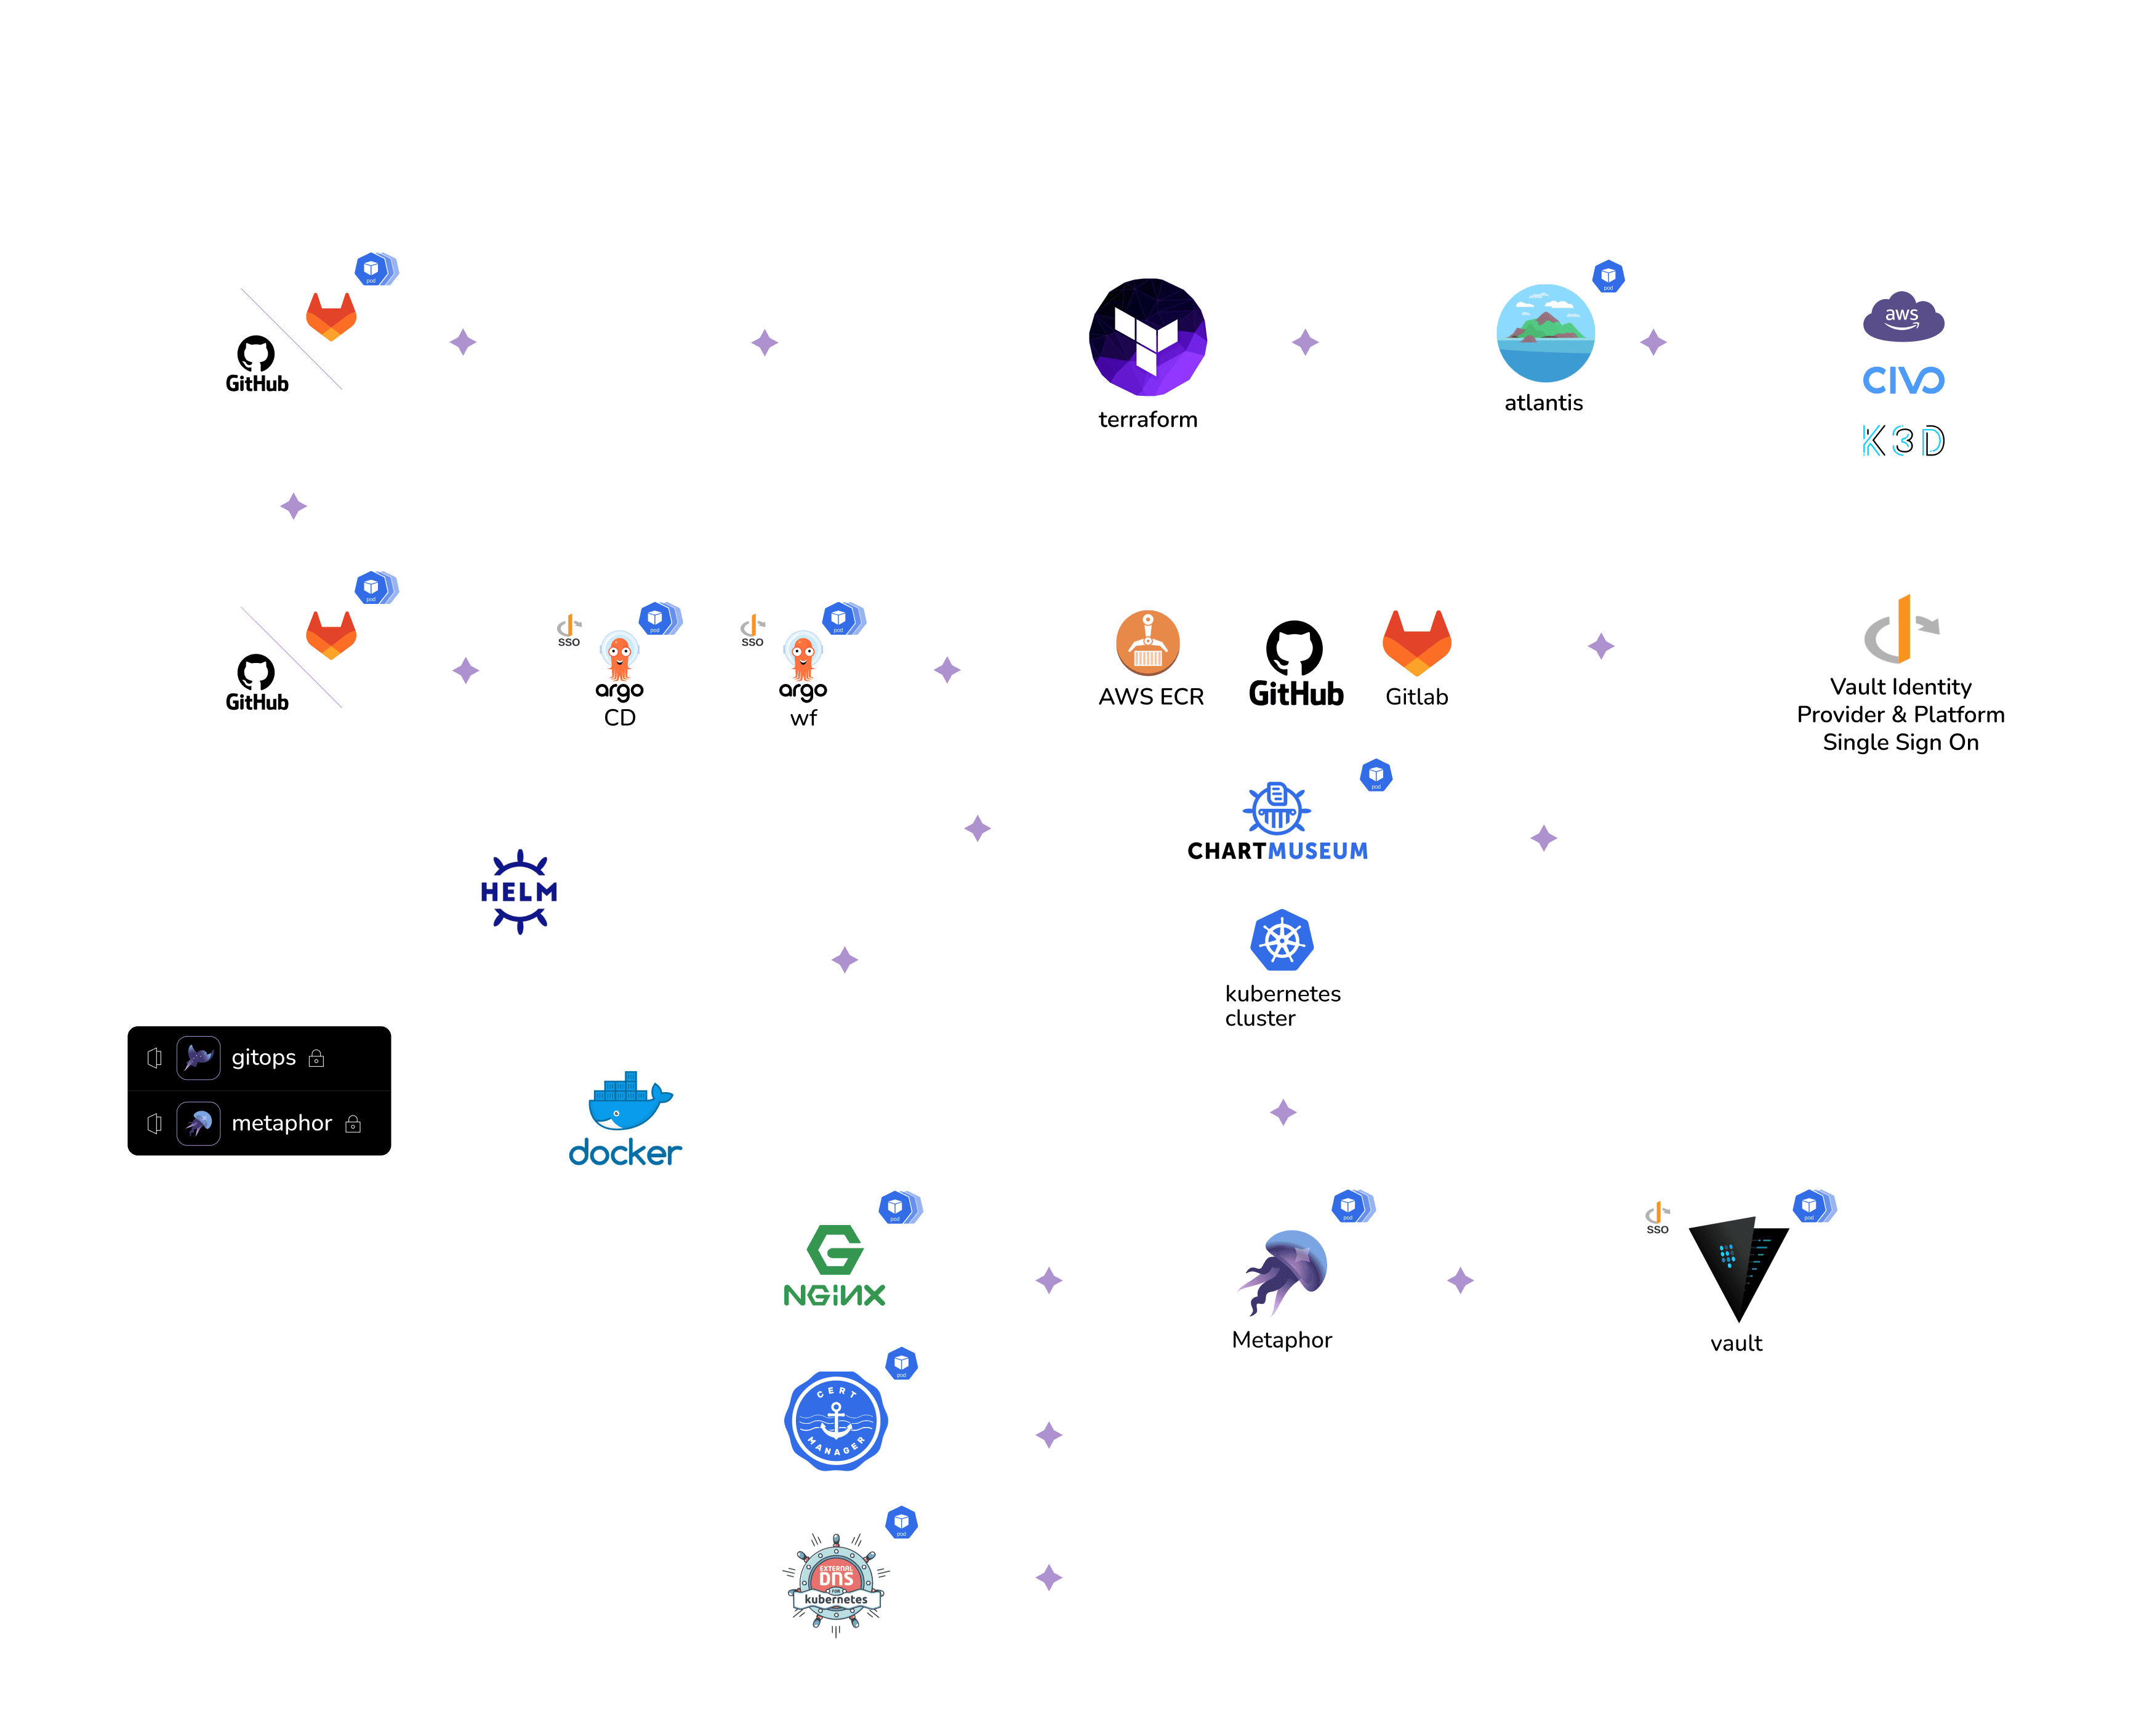 pod
GitHub
terraform
pod
atlantis
aws
CIVO
K3D
pod
GitHub
SSO
pod
argo
CD
SSO
pod
argo
wf
AWS ECR
GitHub
Gitlab
Vault Identity
Provider & Platform
Single Sign On
pod
CHARTMUSEUM
HELM
kubernetes
cluster
gitops
metaphor
docker
pod
NGINX
pod
Metaphor
SSO
pod
vault
pod
CERT
MANAGER
pod
EXTERNAL
DNS
FOR
kubernetes